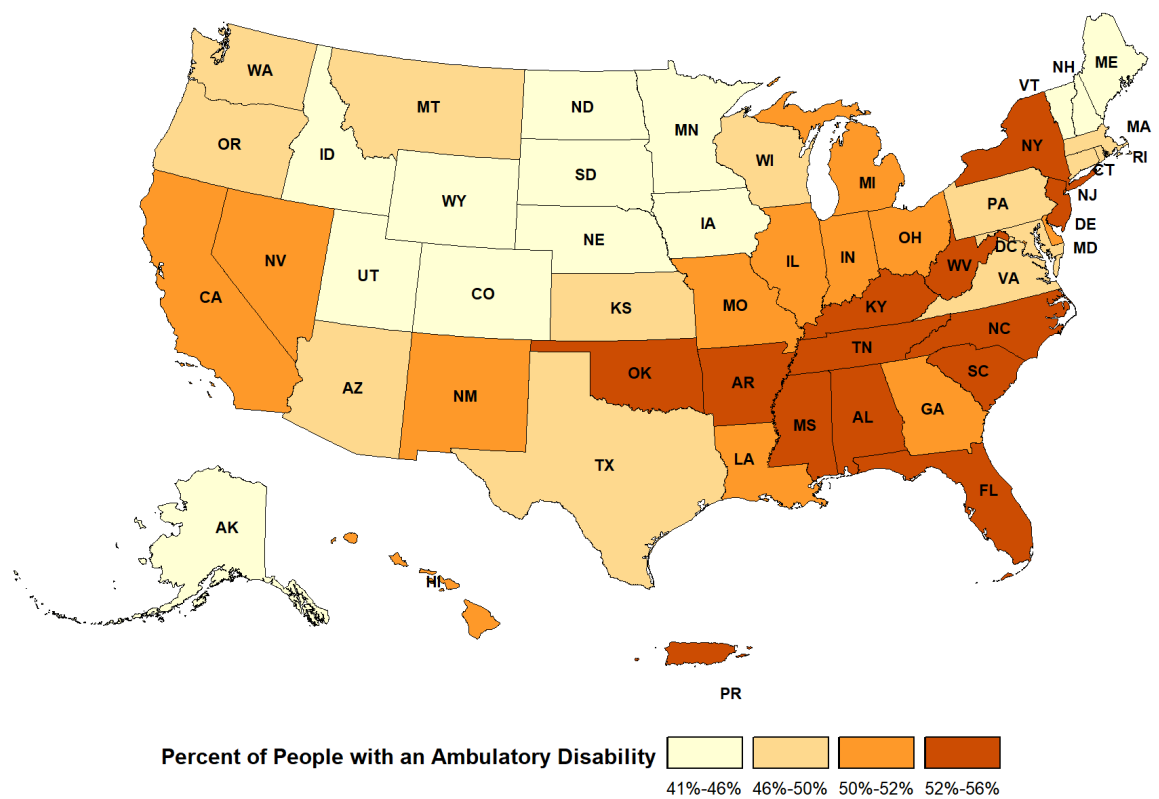 ME
NH
WA
VT
MT
ND
MN
MA
OR
NY
ID
RI
WI
CT
SD
MI
NJ
WY
PA
IA
DE
NE
OH
DC
MD
IN
NV
IL
WV
UT
VA
CO
CA
MO
KY
KS
NC
TN
OK
SC
AR
AZ
NM
GA
AL
MS
LA
TX
FL
AK
HI
PR
Percent of People with an Ambulatory Disability
41%-46% 46%-50% 50%-52% 52%-56%